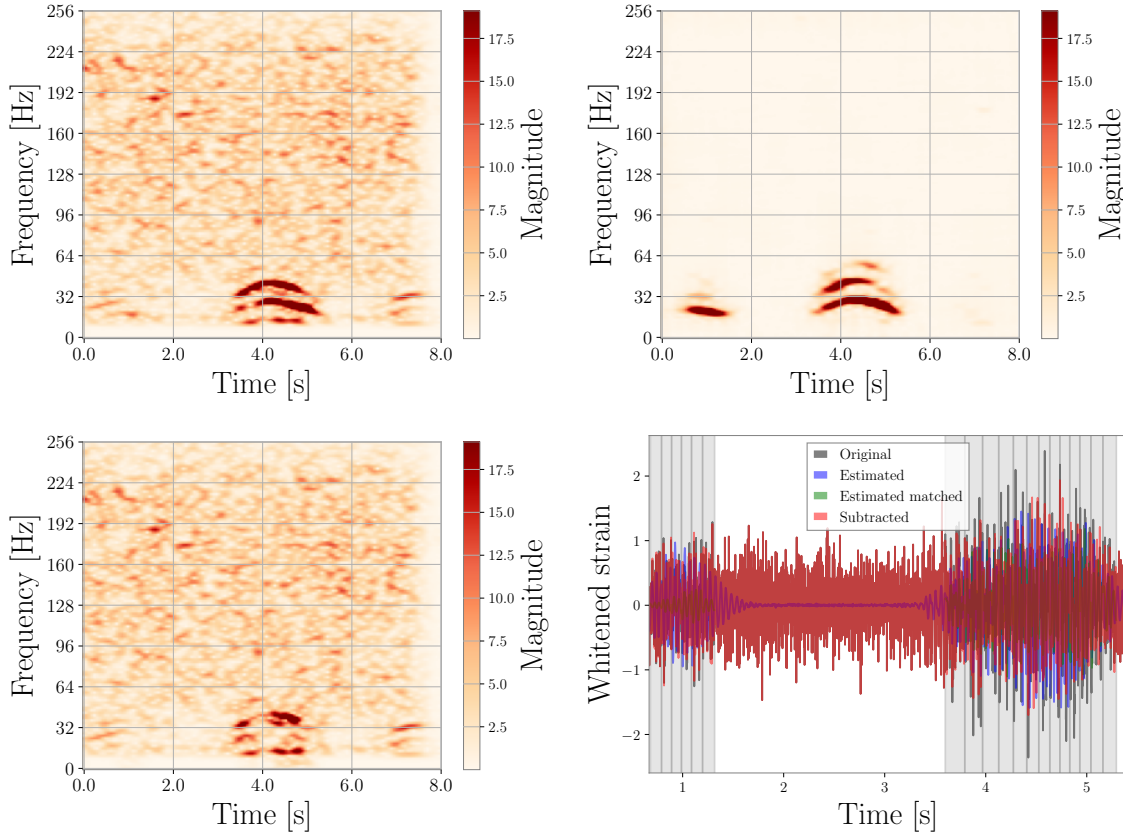 256
224
192
160
128
96
64
32
0
Frequency [Hz]
0.0 2.0 4.0 6.0 8.0
Time [s]
17.5
15.0
12.5
10.0
7.5
5.0
2.5
Magnitude
256
224
192
160
128
96
64
32
0
Frequency [Hz]
0.0 2.0 4.0 6.0 8.0
Time [s]
17.5
15.0
12.5
10.0
7.5
5.0
2.5
Magnitude
256
224
192
160
128
96
64
32
0
Frequency [Hz]
0.0 2.0 4.0 6.0 8.0
Time [s]
17.5
15.0
12.5
10.0
7.5
5.0
2.5
Magnitude
Original
Estimated
Estimated matched
Subtracted
2
1
0
−1
−2
Whitened strain
1 2 3 4 5
Time [s]